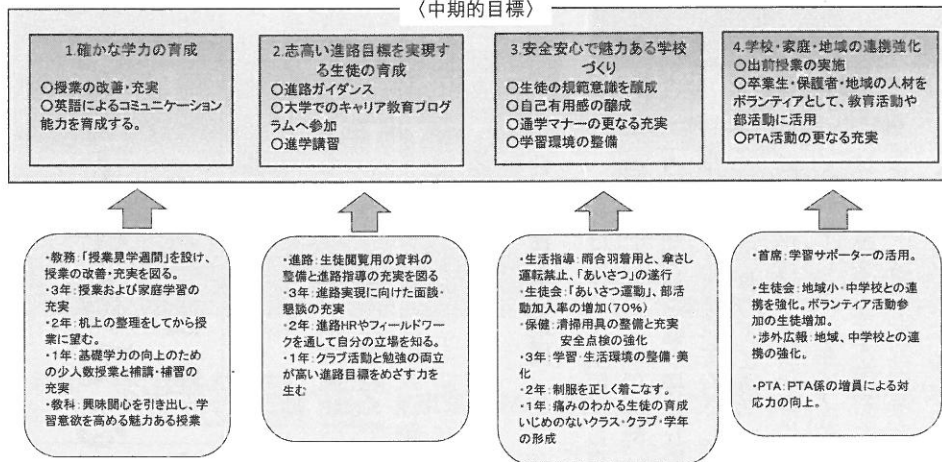 〈中期的目標〉
1.確かな学力の育成
○授業の改善・充実
○英語によるコミュニケーション
能力を育成する。
2.志高い進路目標を実現す
る生徒の育成
○進路ガイダンス
○大学でのキャリア教育プログ
ラムへ参加
○進学講習
3.安全安心で魅力ある学校
づくり
○生徒の規範意識を醸成
○自己有用感の醸成
○通学マナーの更なる充実
○学習環境の整備
4.学校・家庭・地域の連携強化
○出前授業の実施
○卒業生・保護者・地域の人材を
ボランティアとして、教育活動や
部活動に活用
○PTA活動の更なる充実
・教務:「授業見学週間」を設け、
授業の改善・充実を図る。
・3年:授業および家庭学習の
充実
・2年:机上の整理をしてから授
業に望む。
・1年:基礎学力の向上のため
の少人数授業と補講・補習の
充実
・教科:興味関心を引き出し、学
習意欲を高める魅力ある授業
・進路:生徒閲覧用の資料の
整備と進路指導の充実を図る
・3年:進路実現に向けた面談・
懇談の充実
・2年:進路HRやフィールドワー
クを通して自分の立場を知る。
・1年:クラブ活動と勉強の両立
が高い進路目標をめざす力を
生む
・生活指導:雨合羽着用と、傘さし
運転禁止、「あいさつ」の遂行
・生徒会:「あいさつ運動」、部活
動加入率の増加(70%)
・保健:清掃用具の整備と充実
安全点検の強化
・3年:学習・生活環境の整備・美
化
・2年:制服を正しく着こなす。
・1年:痛みのわかる生徒の育成
いじめのないクラス・クラブ・学年
の形成
・首席:学習サポーターの活用。
・生徒会:地域小・中学校との連
携を強化。ボランティア活動参
加の生徒増加。
・渉外広報:地域、中学校との連
携の強化。
・PTA:PTA係の増員による対
応力の向上。